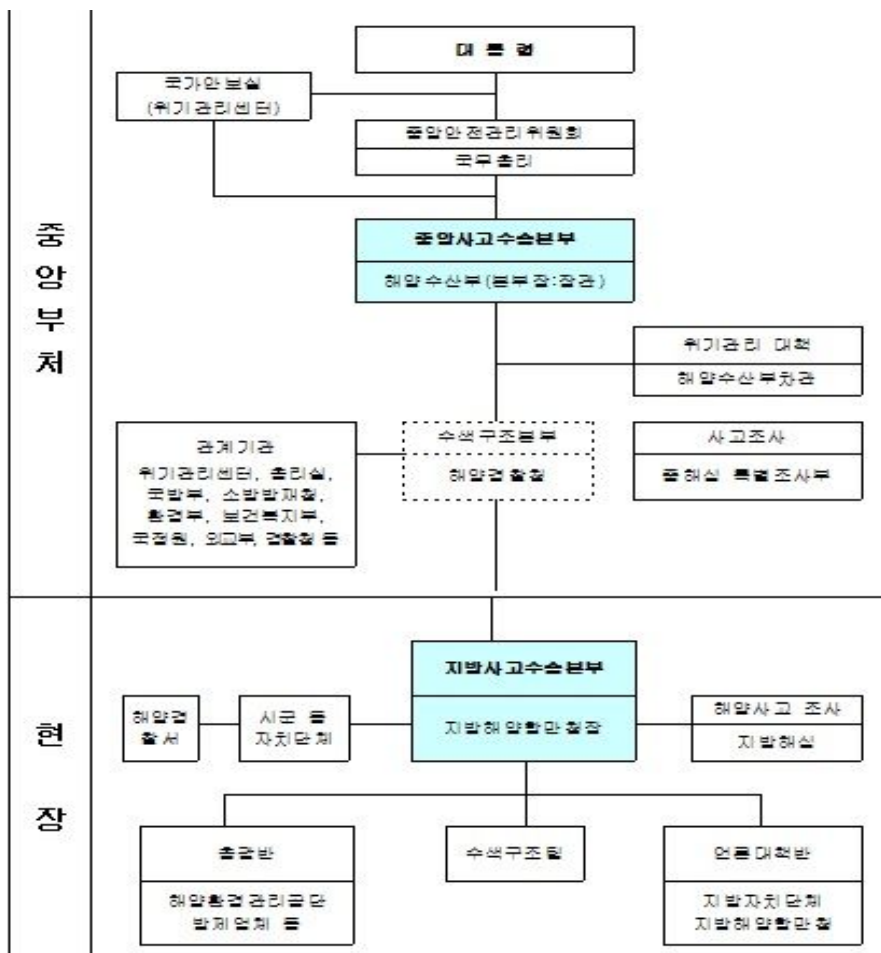 대 통 령
국가안보실
(위기관리센터)
중앙안전관리위원회
국무총리
중앙사고수습본부
해양수산부(본부장:장관)
중앙부처
위기관리 대책
해양수산부차관
관계기관
위기관리센터, 총리실,
국방부, 소방방재청,
환경부, 보건복지부,
국정원, 외교부, 경찰청 등
수색구조본부
해양경찰청
사고조사
중해심 특별조사부
현장
지방사고수습본부
지방해양항만청장
해양경
찰서
시군 등
자치단체
해양사고 조사
지방해심
총괄반
해양환경관리공단
방제업체 등
수색구조팀
언론대책반
지방자치단체
지방해양항만청